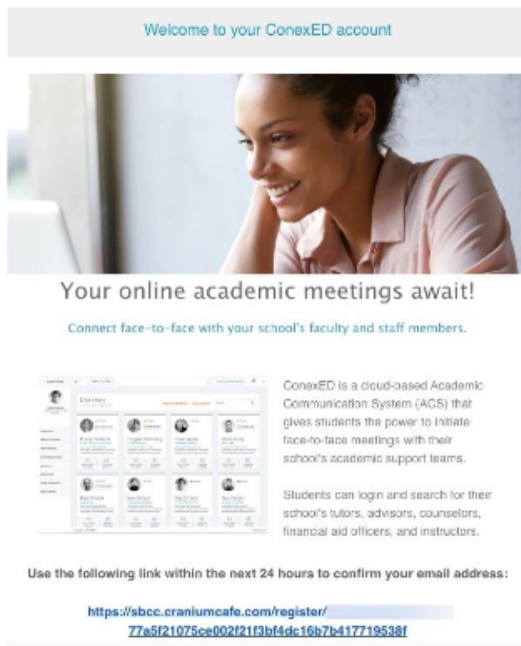 Welcome to your ConexED account
Your online academic meetings await!
Connect face-to-face with your school's faculty and staff members.
ConexED is a cloud-based Academic
Communication System (ACS) that
gives students the power to initiate
face-to-face meetings with their
school's academic support teams.
Students can login and search for their
school's tutors, advisors, counselors,
financial aid officers, and instructors.
Use the following link within the next 24 hours to confirm your email address:
https://sbcc.craniumcafe.com/register/
77a5f21075ce002f21f3bf4dc16b7b417719538f